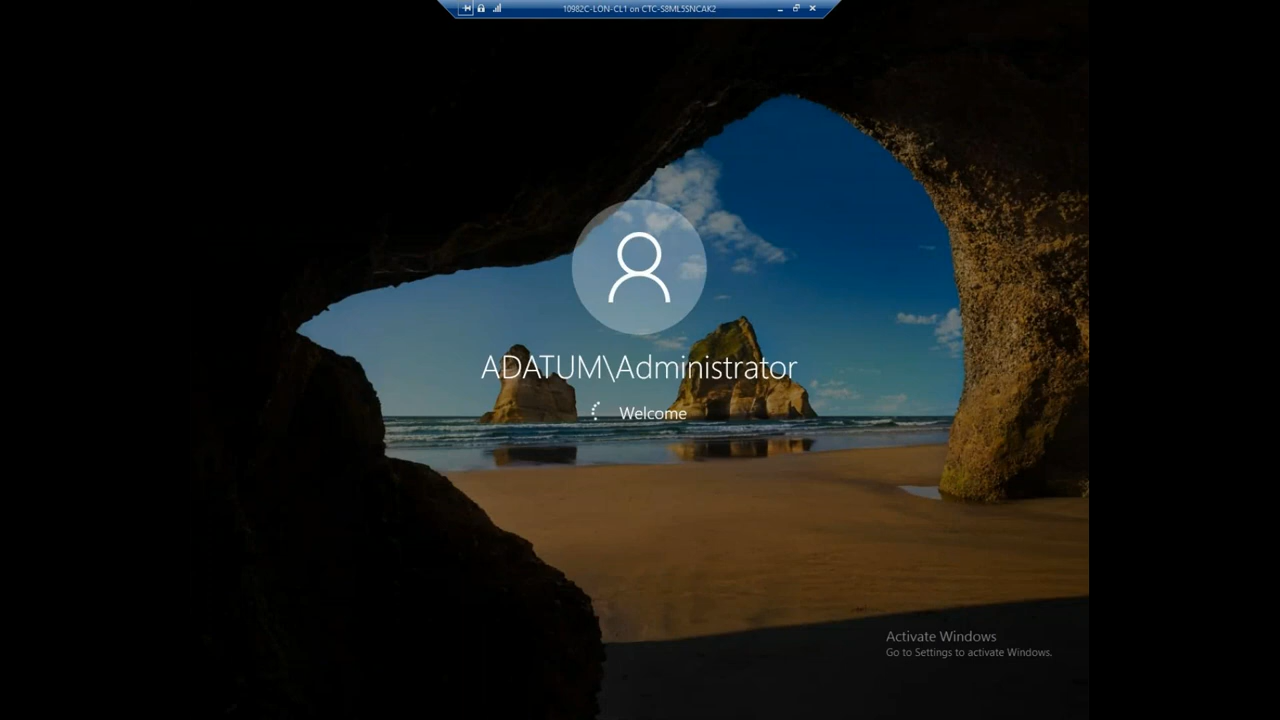 10982C-LON-CL1 on CTC-S8ML5SNCAK2
ADATUM\Administrator
Welcome
Activate Windows
Go to Settings to activate Windows.